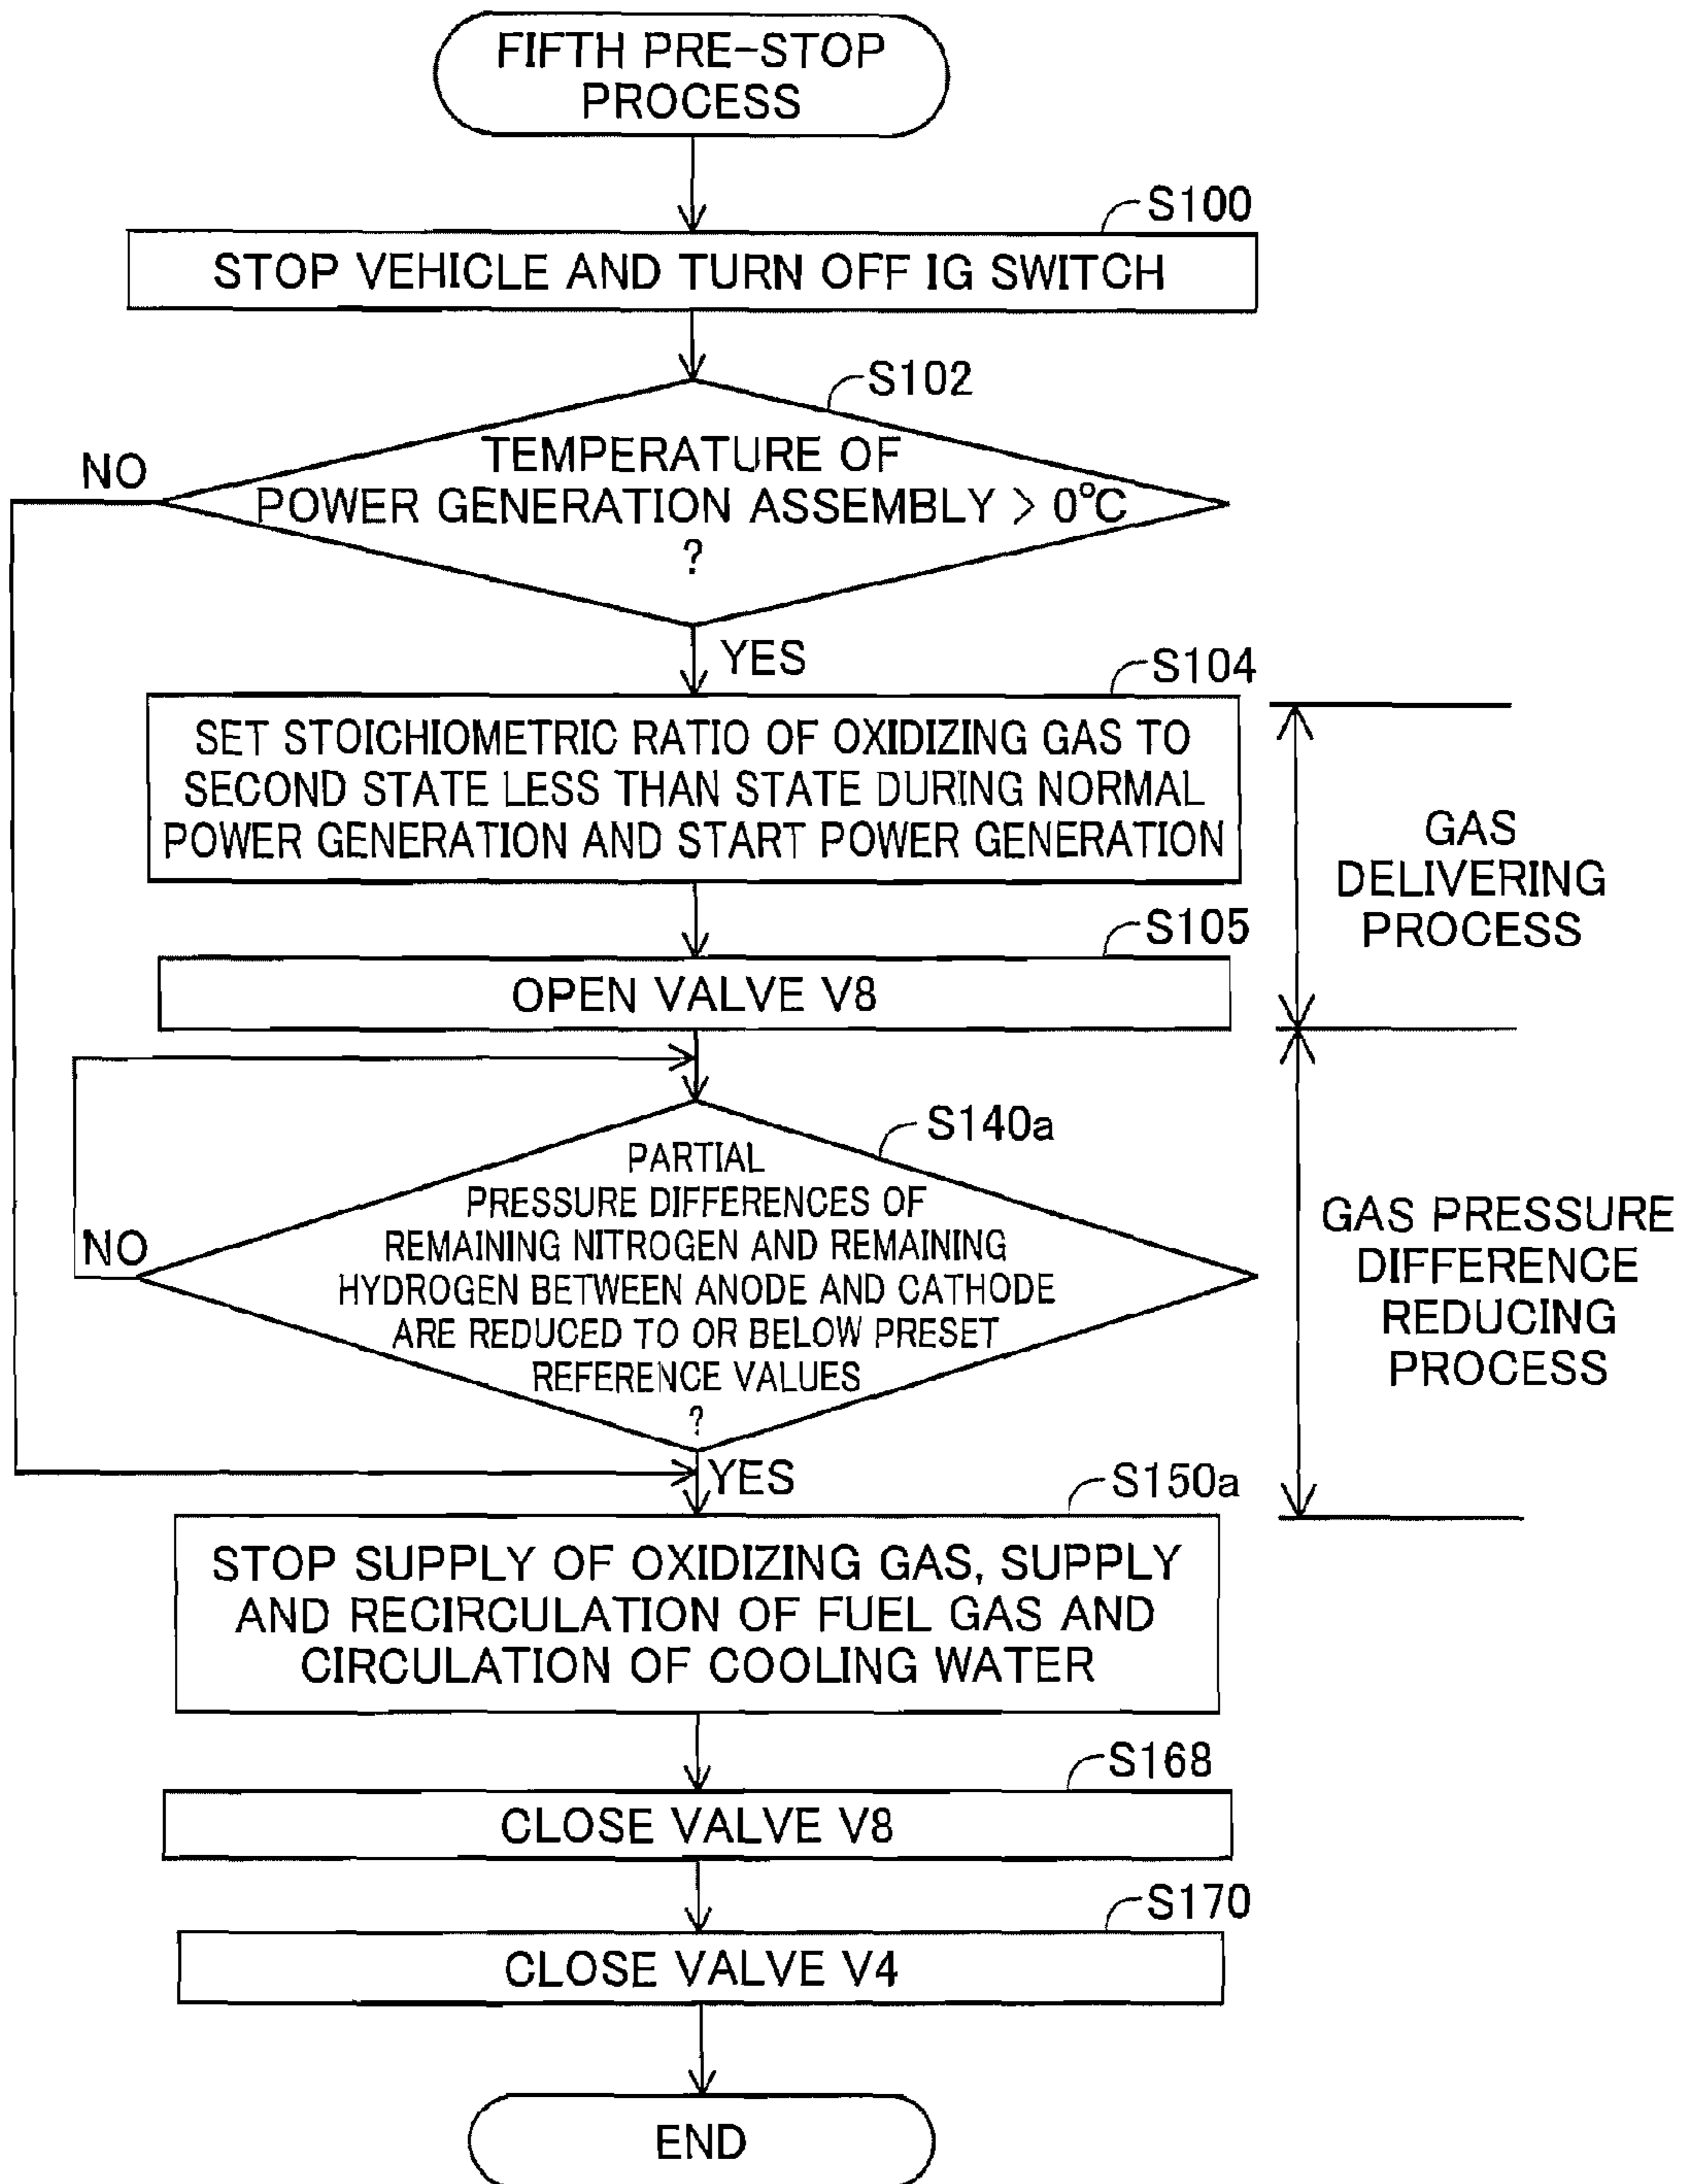 FIFTH PRE-STOP
PROCESS
S100
STOP VEHICLE AND TURN OFF IG SWITCH
S102
NO
TEMPERATURE OF
POWER GENERATION ASSEMBLY > 0°C
?
YES
S104
SET STOICHIOMETRIC RATIO OF OXIDIZING GAS TO
SECOND STATE LESS THAN STATE DURING NORMAL
POWER GENERATION AND START POWER GENERATION
GAS
DELIVERING
PROCESS
S105
OPEN VALVE V8
S140a
PARTIAL
PRESSURE DIFFERENCES OF
REMAINING NITROGEN AND REMAINING
HYDROGEN BETWEEN ANODE AND CATHODE
ARE REDUCED TO OR BELOW PRESET
REFERENCE VALUES
?
NO
GAS PRESSURE
DIFFERENCE
REDUCING
PROCESS
YES
S150a
STOP SUPPLY OF OXIDIZING GAS, SUPPLY
AND RECIRCULATION OF FUEL GAS AND
CIRCULATION OF COOLING WATER
S168
CLOSE VALVE V8
S170
CLOSE VALVE V4
END